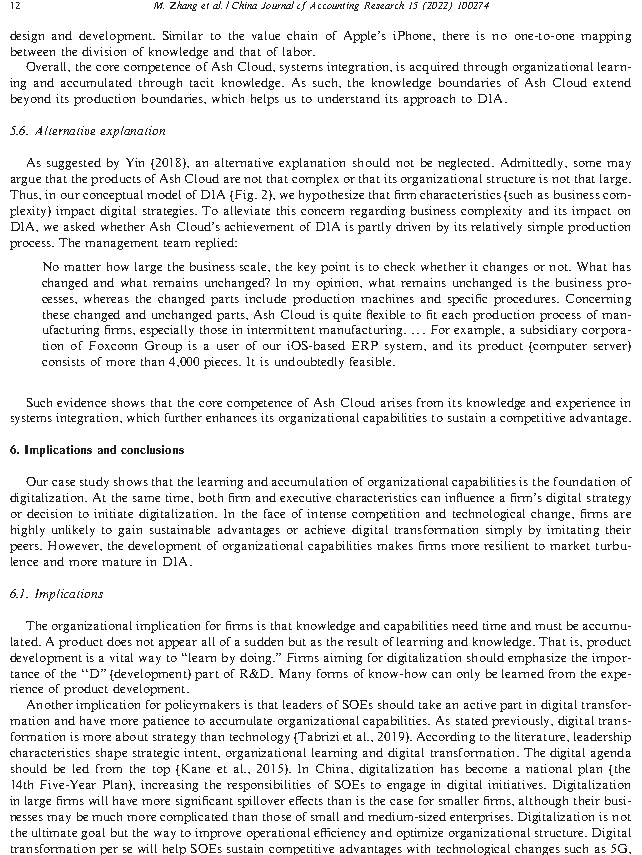 12 M. Zhang et al. / China Journal of Accounting Research 15 (2022) 100274
design and development. Similar to the value chain of Apple's iPhone, there is no one-to-one mapping
between the division of knowledge and that of labor.
Overall, the core competence of Ash Cloud, systems integration, is acquired through organizational learn-
ing and accumulated through tacit knowledge. As such, the knowledge boundaries of Ash Cloud extend
beyond its production boundaries, which helps us to understand its approach to D1A.
5.6. Alternative explanation
As suggested by Yin (2018), an alternative explanation should not be neglected. Admittedly, some may
argue that the products of Ash Cloud are not that complex or that its organizational structure is not that large.
Thus, in our conceptual model of D1A (Fig. 2), we hypothesize that firm characteristics (such as business com-
plexity) impact digital strategies. To alleviate this concern regarding business complexity and its impact on
D1A, we asked whether Ash Cloud's achievement of D1A is partly driven by its relatively simple production
process. The management team replied:
No matter how large the business scale, the key point is to check whether it changes or not. What has
changed and what remains unchanged? In my opinion, what remains unchanged is the business pro-
cesses, whereas the changed parts include production machines and specific procedures. Concerning
these changed and unchanged parts, Ash Cloud is quite flexible to fit each production process of man-
ufacturing firms, especially those in intermittent manufacturing. ... For example, a subsidiary corpora-
tion of Foxconn Group is a user of our iOS-based ERP system, and its product (computer server)
consists of more than 4,000 pieces. It is undoubtedly feasible.
Such evidence shows that the core competence of Ash Cloud arises from its knowledge and experience in
systems integration, which further enhances its organizational capabilities to sustain a competitive advantage.
6. Implications and conclusions
Our case study shows that the learning and accumulation of organizational capabilities is the foundation of
digitalization. At the same time, both firm and executive characteristics can influence a firm's digital strategy
or decision to initiate digitalization. In the face of intense competition and technological change, firms are
highly unlikely to gain sustainable advantages or achieve digital transformation simply by imitating their
peers. However, the development of organizational capabilities makes firms more resilient to market turbu-
lence and more mature in D1A.
6.1. Implications
The organizational implication for firms is that knowledge and capabilities need time and must be accumu-
lated. A product does not appear all of a sudden but as the result of learning and knowledge. That is, product
development is a vital way to "learn by doing." Firms aiming for digitalization should emphasize the impor-
tance of the "D" (development) part of R&D. Many forms of know-how can only be learned from the expe-
rience of product development.
Another implication for policymakers is that leaders of SOEs should take an active part in digital transfor-
mation and have more patience to accumulate organizational capabilities. As stated previously, digital trans-
formation is more about strategy than technology (Tabrizi et al., 2019). According to the literature, leadership
characteristics shape strategic intent, organizational learning and digital transformation. The digital agenda
should be led from the top (Kane et al., 2015). In China, digitalization has become a national plan (the
14th Five-Year Plan), increasing the responsibilities of SOEs to engage in digital initiatives. Digitalization
in large firms will have more significant spillover effects than is the case for smaller firms, although their busi-
nesses may be much more complicated than those of small and medium-sized enterprises. Digitalization is not
the ultimate goal but the way to improve operational efficiency and optimize organizational structure. Digital
transformation per se will help SOEs sustain competitive advantages with technological changes such as 5G,